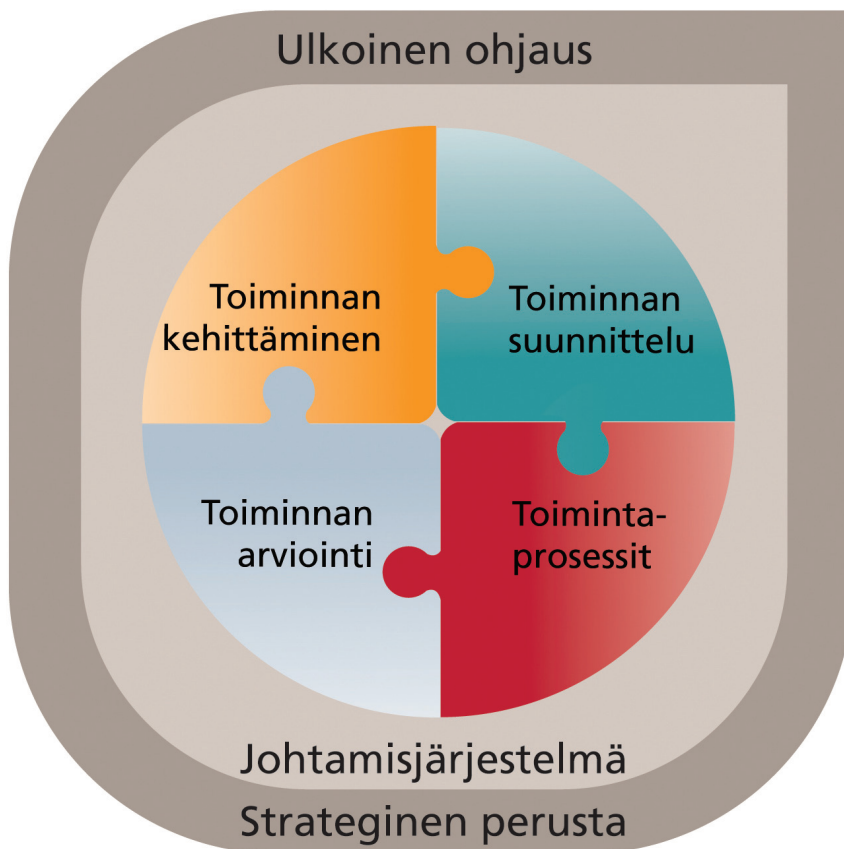 Ulkoinen ohjaus
Toiminnan
kehittäminen
Toiminnan
suunnittelu
Toiminnan
arviointi
Toiminta-
prosessit
Johtamisjärjestelmä
Strateginen perusta